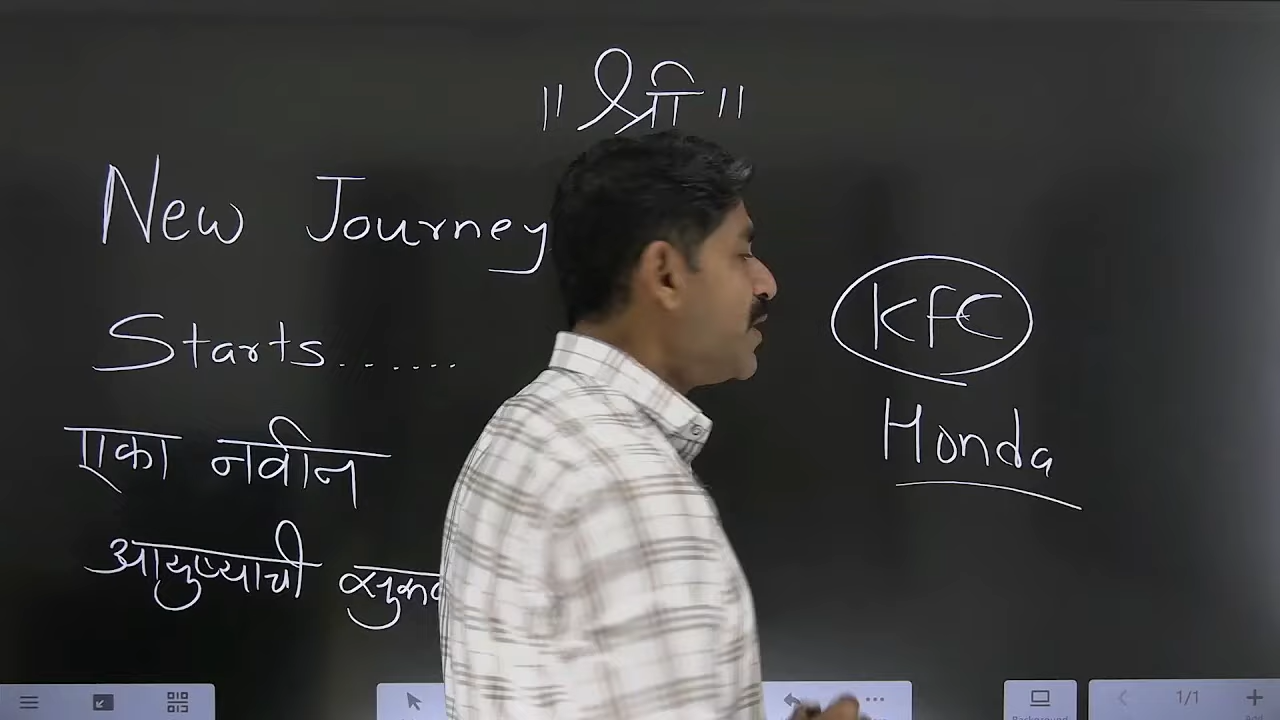 ॥ श्री ॥
New Journey
Starts.......
एका नवीन
आयुष्याची
KFC
Honda
1/1